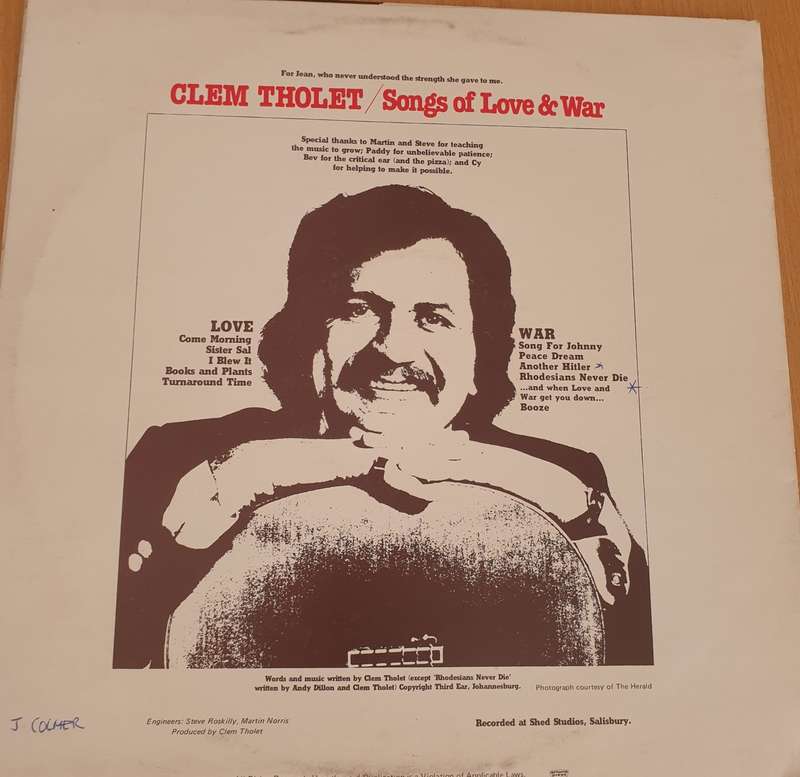 For Jean, who never understood the strength she gave to me.
CLEM THOLET / Songs of Love & War
Special thanks to Martin and Steve for teaching
the music to grow; Paddy for unbelievable patience;
Bev for the critical ear (and the pizza); and Cy
for helping to make it possible.
LOVE
Come Morning
Sister Sal
I Blew It
Books and Plants
Turnaround Time
WAR
Song For Johnny
Peace Dream
Another Hitler
Rhodesians Never Die
...and when Love and
War get you down...
Booze
Words and music written by Clem Tholet (except 'Rhodesians Never Die'
written by Andy Dillon and Clem Tholet) Copyright Third Ear, Johannesburg.
Photograph courtesy of The Herald
J COLMER
Engineers: Steve Roskilly, Martin Norris
Produced by Clem Tholet
Recorded at Shed Studios, Salisbury.
Duplication is a Violation of Applicable Laws.